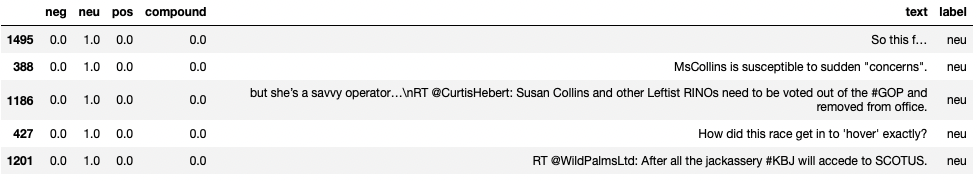 neg neu pos compound text label
1495 0.0 1.0 0.0 0.0 So this f… neu
388 0.0 1.0 0.0 0.0 MsCollins is susceptible to sudden "concerns". neu
1186 0.0 1.0 0.0 0.0 but she's a savvy operator…\nRT @CurtisHebert: Susan Collins and other Leftist RINOs need to be voted out of the #GOP and
removed from office. neu
427 0.0 1.0 0.0 0.0 How did this race get in to 'hover' exactly? neu
1201 0.0 1.0 0.0 0.0 RT @WildPalmsLtd: After all the jackassery #KBJ will accede to SCOTUS. neu